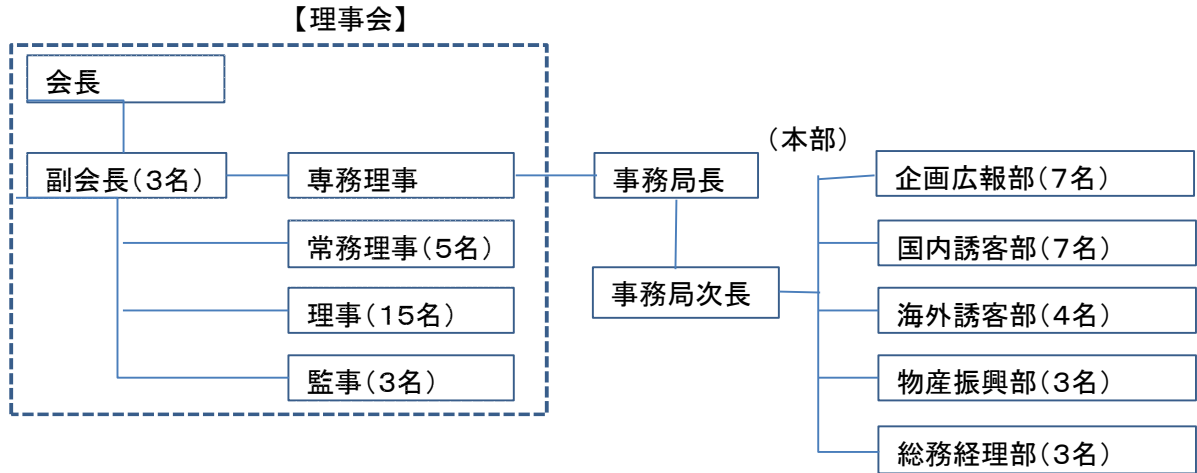 【理事会】
会長
副会長(3名)
専務理事
常務理事(5名)
理事(15名)
監事(3名)
事務局長
事務局次長
(本部)
企画広報部(7名)
国内誘客部(7名)
海外誘客部(4名)
物産振興部(3名)
総務経理部(3名)